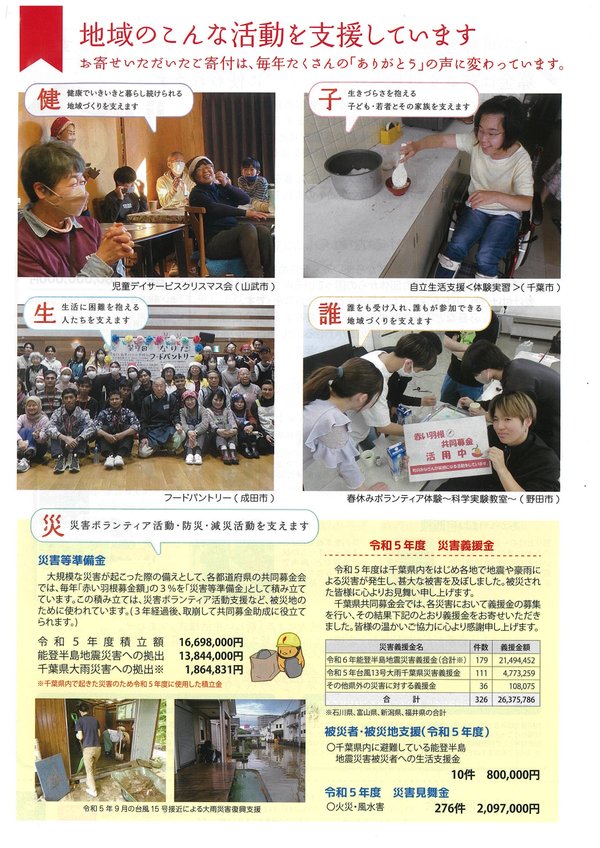 地域のこんな活動を支援しています
お寄せいただいたご寄付は、毎年たくさんの「ありがとう」の声に変わっています。
健 健康でいきいきと暮らし続けられる
地域づくりを支えます
児童デイサービスクリスマス会(山武市)
子 生きづらさを抱える
子ども・若者とその家族を支えます
自立生活支援<体験実習>(千葉市)
生 生活に困難を抱える
人たちを支えます
フードパントリー
フードパントリー(成田市)
誰 誰をも受け入れ、誰もが参加できる
地域づくりを支えます
赤い羽根
共同募金
活用中
春休みボランティア体験〜科学実験教室〜(野田市)
災 災害ボランティア活動・防災・減災活動を支えます
災害等準備金
大規模な災害が起こった際の備えとして、各都道府県の共同募金会
では、毎年「赤い羽根募金額」の3%を「災害等準備金」として積み立て
ています。この積み立ては、災害ボランティア活動支援など、被災地の
ために使われています。(3年経過後、取崩して共同募金助成に役立て
られます。)
令和5年度積立額 16,698,000円
能登半島地震災害への拠出 13,844,000円
千葉県大雨災害への拠出※ 1,864,831円
※千葉県内で起きた災害のため令和5年度に使用した積立金
令和5年9月の台風15号接近による大雨災害復興支援
令和5年度 災害義援金
令和5年度は千葉県内をはじめ各地で地震や豪雨に
よる災害が発生し、甚大な被害を及ぼしました。被災され
た皆様に心よりお見舞い申し上げます。
千葉県共同募金会では、各災害において義援金の募集
を行い、その結果下記のとおり義援金をお寄せいただき
ました。皆様の温かいご協力に心より感謝申し上げます。
災害義援金名 件数 義援金額
令和6年能登半島地震災害義援金(合計※) 179 21,494,452
令和5年台風13号大雨千葉県災害義援金 111 4,773,259
その他県外の災害に対する義援金 36 108,075
合計 326 26,375,786
※石川県、富山県、新潟県、福井県の合計
被災者・被災地支援(令和5年度)
○千葉県内に避難している能登半島
地震災害被災者への生活支援金
10件 800,000円
令和5年度 災害見舞金
○火災・風水害 276件 2,097,000円